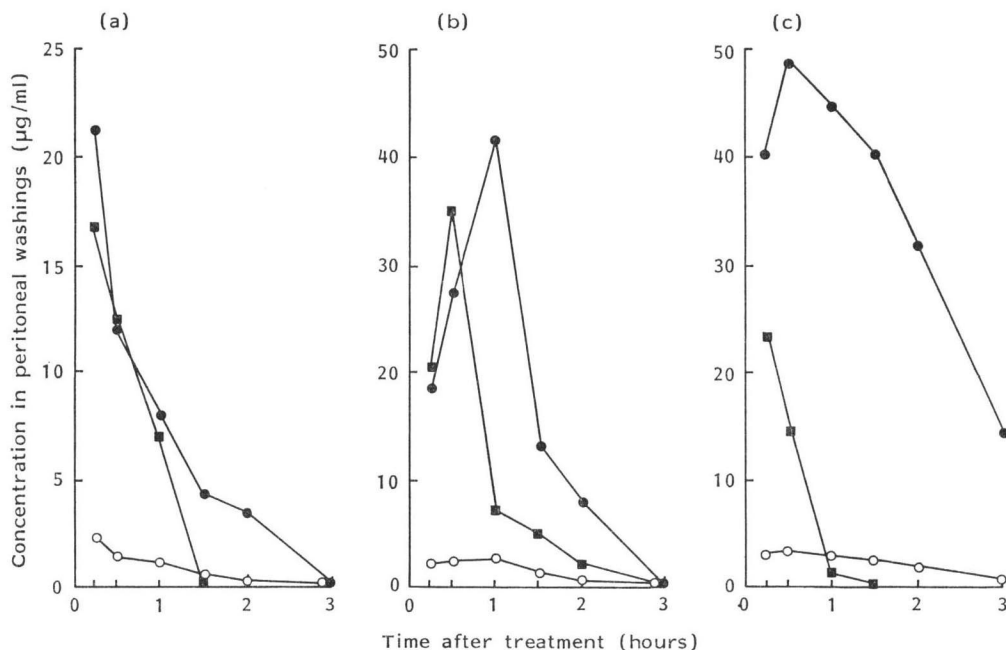 (a) (b) (c)
Concentration in peritoneal washings (µg/ml)
25 50 50
20 40 40
15 30 30
10 20 20
5 10 10
0 0 0
0 1 2 3 0 1 2 3 0 1 2 3
Time after treatment (hours)